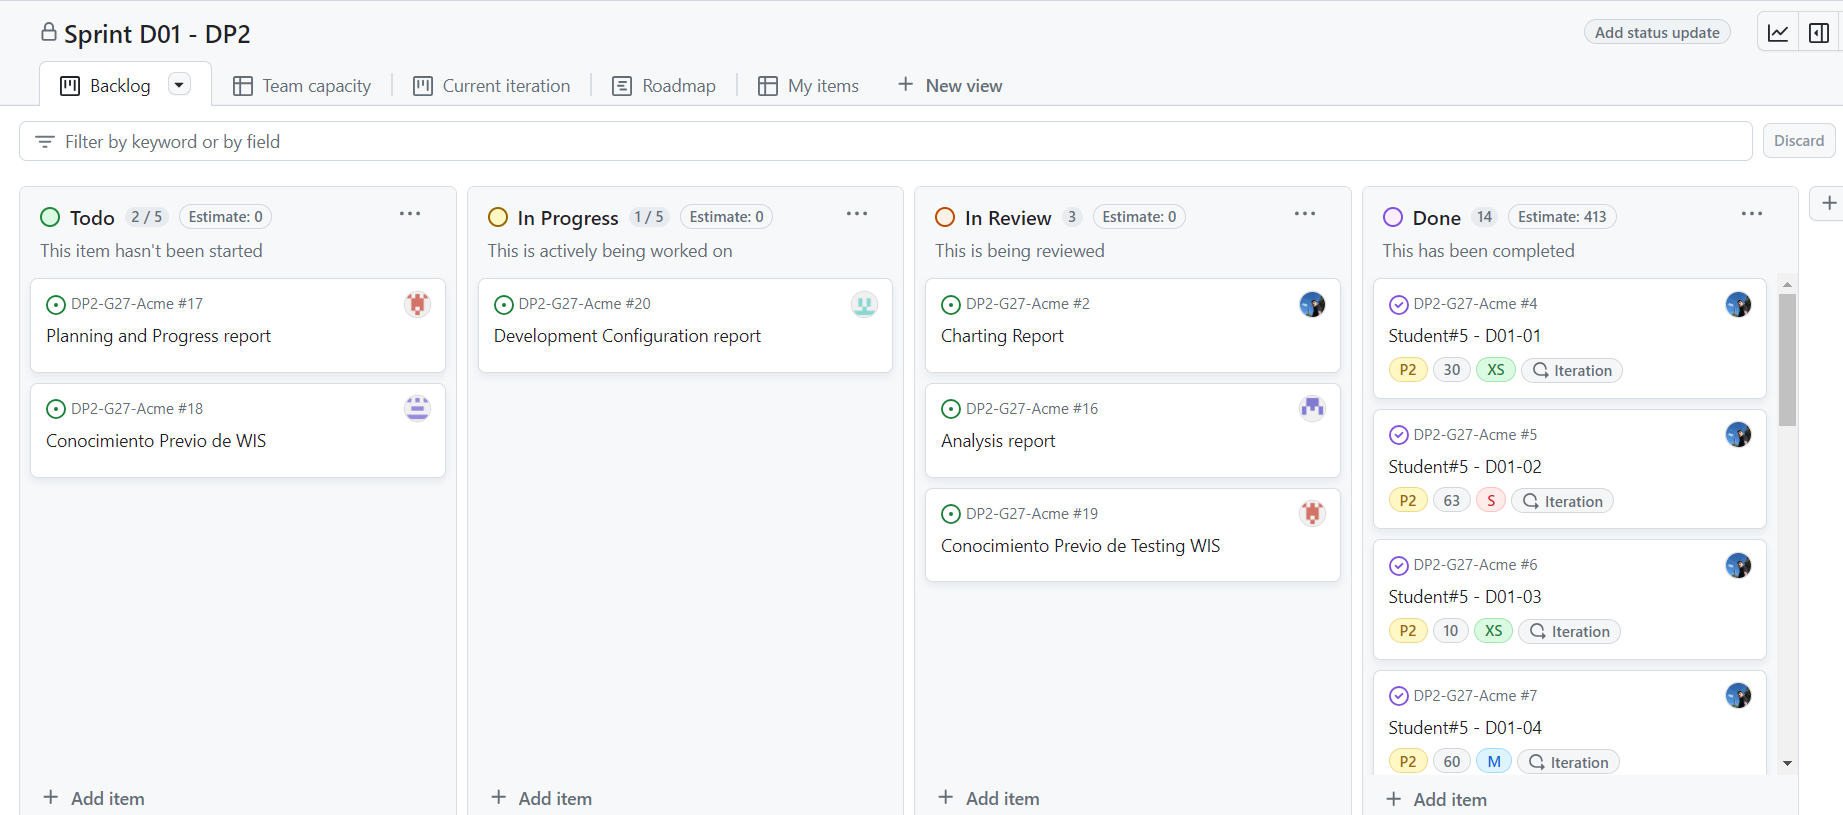 Sprint D01 - DP2
Add status update
Backlog
Team capacity
Current iteration
Roadmap
My items
New view
Filter by keyword or by field
Discard
Todo 2 / 5 Estimate: 0
This item hasn't been started
DP2-G27-Acme #17
Planning and Progress report
DP2-G27-Acme #18
Conocimiento Previo de WIS
+ Add item
In Progress 1 / 5 Estimate: 0
This is actively being worked on
DP2-G27-Acme #20
Development Configuration report
+ Add item
In Review 3 Estimate: 0
This is being reviewed
DP2-G27-Acme #2
Charting Report
DP2-G27-Acme #16
Analysis report
DP2-G27-Acme #19
Conocimiento Previo de Testing WIS
+ Add item
Done 14 Estimate: 413
This has been completed
DP2-G27-Acme #4
Student#5 - D01-01
P2 30 XS Iteration
DP2-G27-Acme #5
Student#5 - D01-02
P2 63 S Iteration
DP2-G27-Acme #6
Student#5 - D01-03
P2 10 XS Iteration
DP2-G27-Acme #7
Student#5 - D01-04
P2 60 M Iteration
+ Add item